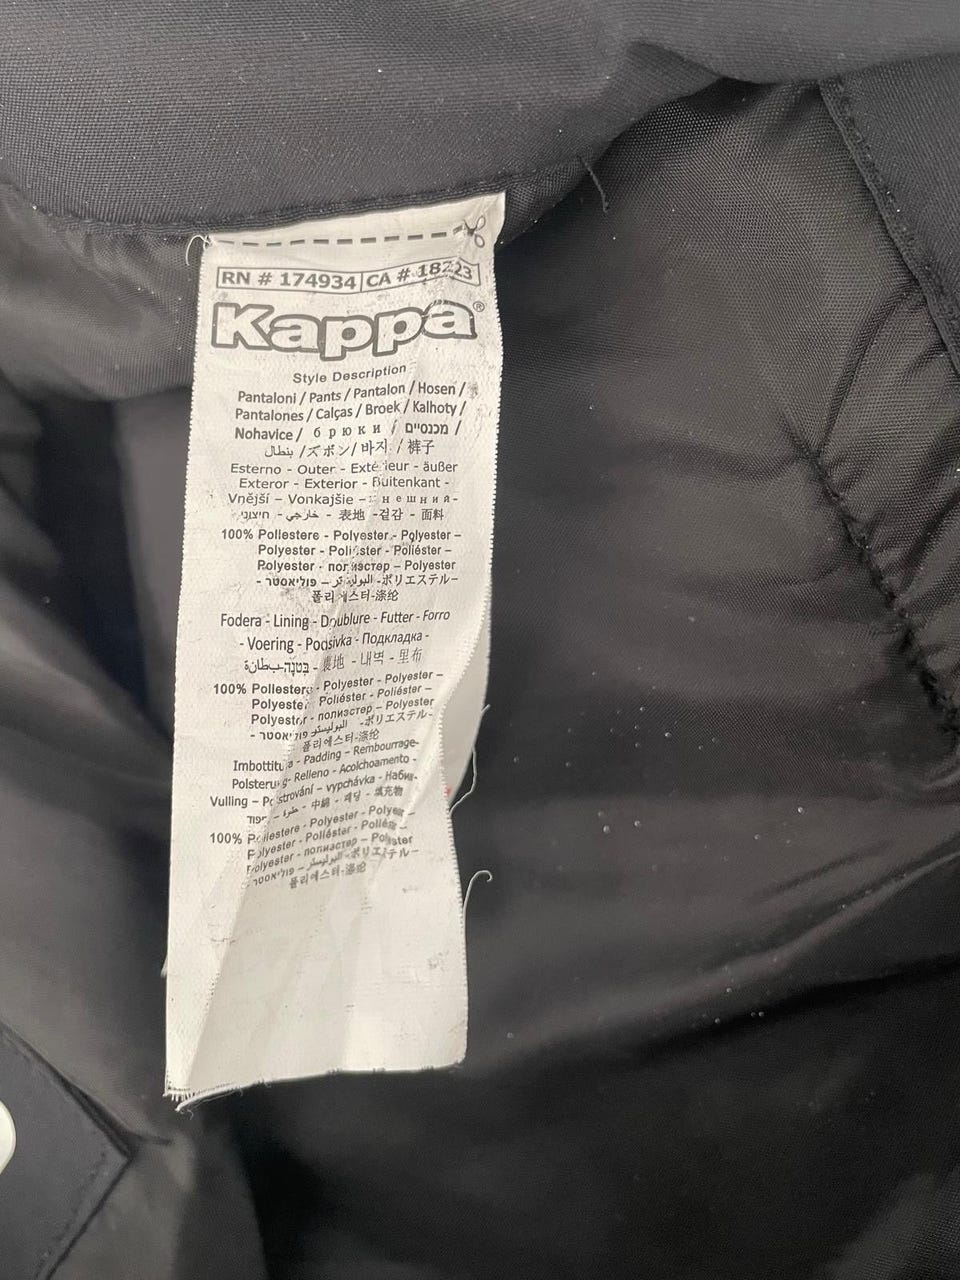 RN # 174934 CA # 18223
Kappa®
Style Description
Pantaloni / Pants / Pantalon / Hosen /
Pantalones / Calças / Broek / Kalhoty /
Nohavice / брюки / מכנסיים /
بنطال / ズボン / 바지 / 裤子
Esterno - Outer - Extérieur - äußer
Exteror - Exterior - Buitenkant -
Vnější – Vonkajšie – внешний -
חיצוני - خارجي - 表地 - 겉감 - 面料
100% Poliestere - Polyester - Polyester –
Polyester - Poliéster - Poliéster –
Polyester - полиэстер – Polyester
- פוליאסטר – البوليستر - ポリエステル –
폴리에스터-涤纶
Fodera - Lining - Doublure - Futter - Forro
- Voering - Podšívka - Подкладка -
בִּטְנָה-بطانة - 裏地 - 내벽 - 里布
100% Poliestere - Polyester - Polyester –
Polyester Poliéster - Poliéster –
Polyester - полиэстер – Polyester
- פוליאסטר – البوليستر - ポリエステル -
폴리에스터-涤纶
Imbottitura - Padding - Rembourrage-
Polsterung - Relleno - Acolchoamento -
Vulling – Polstrování – vypchávka -
- 中綿 - 패딩 - 填充物
100% Poliestere - Polyester - Polyester –
Polyester - Poliéster - Poliéster –
Polyester - полиэстер – Polyester
- פוליאסטר – البوليستر - ポリエステル –
폴리에스터-涤纶